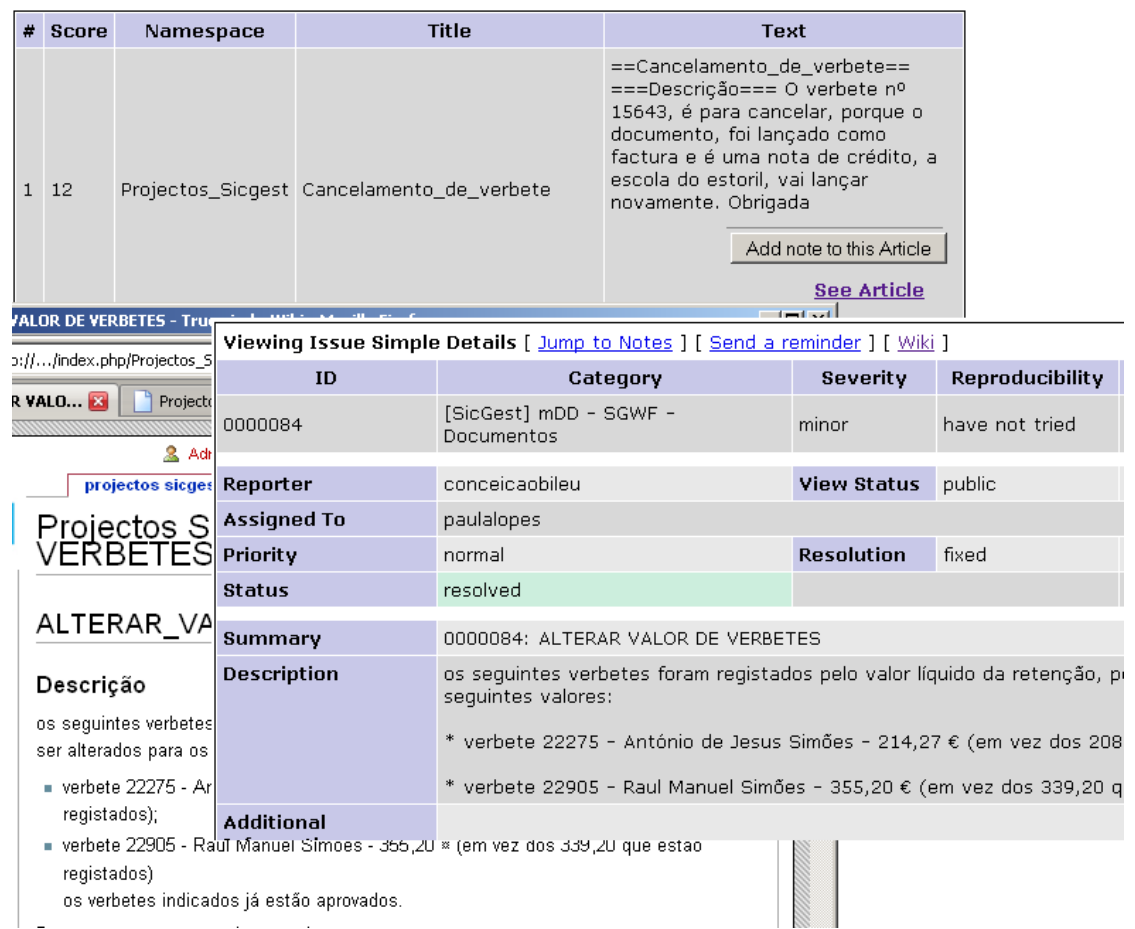 # Score Namespace Title Text
==Cancelamento_de_verbete==
===Descrição=== O verbete nº
15643, é para cancelar, porque o
documento, foi lançado como
factura e é uma nota de crédito, a
escola do estoril, vai lançar
novamente. Obrigada
1 12 Projectos_Sicgest Cancelamento_de_verbete
Add note to this Article
See Article
VALOR DE VERBETES
://.../index.php/Projectos_S
R VALO... Projecto
Adr
projectos sicges
Projectos S
VERBETES
ALTERAR_VA
Descrição
os seguintes verbetes
ser alterados para os
verbete 22275 - Ar
registados);
verbete 22905 - Raul Manuel Simões - 355,20 ¤ (em vez dos 339,20 que estão
registados)
os verbetes indicados já estão aprovados.
Viewing Issue Simple Details [ Jump to Notes ] [ Send a reminder ] [ Wiki ]
ID Category Severity Reproducibility
0000084 [SicGest] mDD - SGWF - minor have not tried
Documentos
Reporter conceicaobileu View Status public
Assigned To paulalopes
Priority normal Resolution fixed
Status resolved
Summary 0000084: ALTERAR VALOR DE VERBETES
Description os seguintes verbetes foram registados pelo valor líquido da retenção, p
seguintes valores:
* verbete 22275 - António de Jesus Simões - 214,27 € (em vez dos 208
* verbete 22905 - Raul Manuel Simões - 355,20 € (em vez dos 339,20 q
Additional